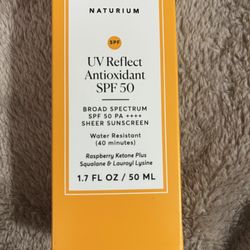 NATURIUM
SPF
UV Reflect
Antioxidant
SPF 50
BROAD SPECTRUM
SPF 50 PA ++++
SHEER SUNSCREEN
Water Resistant
(40 minutes)
Raspberry Ketone Plus
Squalane & Lauroyl Lysine
1.7 FL OZ / 50 ML